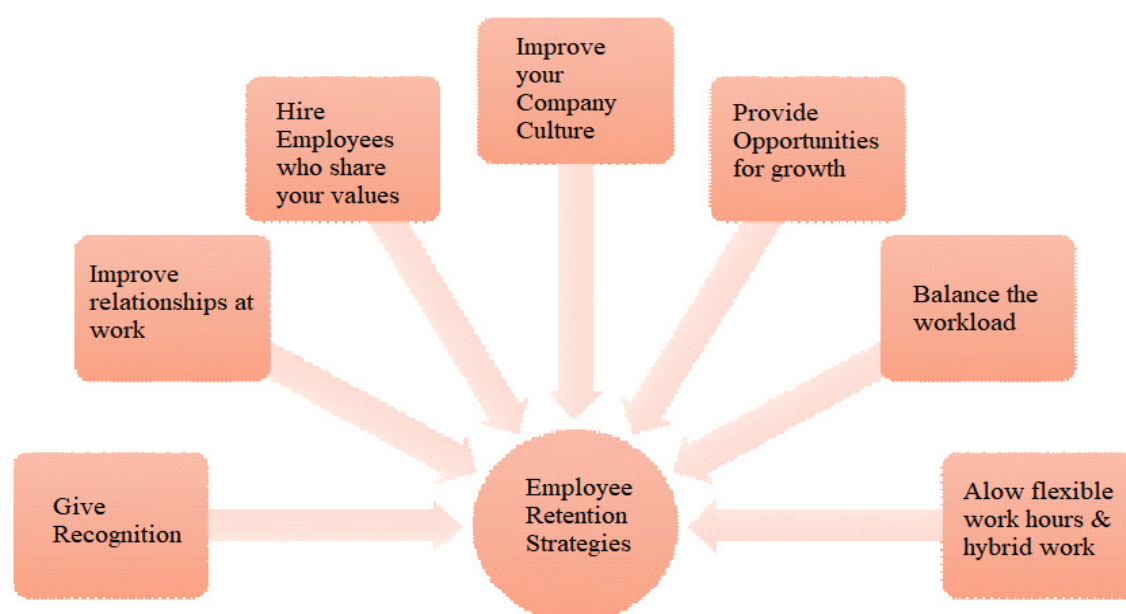 Give
Recognition
Improve
relationships at
work
Hire
Employees
who share
your values
Improve
your
Company
Culture
Provide
Opportunities
for growth
Balance the
workload
Alow flexible
work hours &
hybrid work
Employee
Retention
Strategies